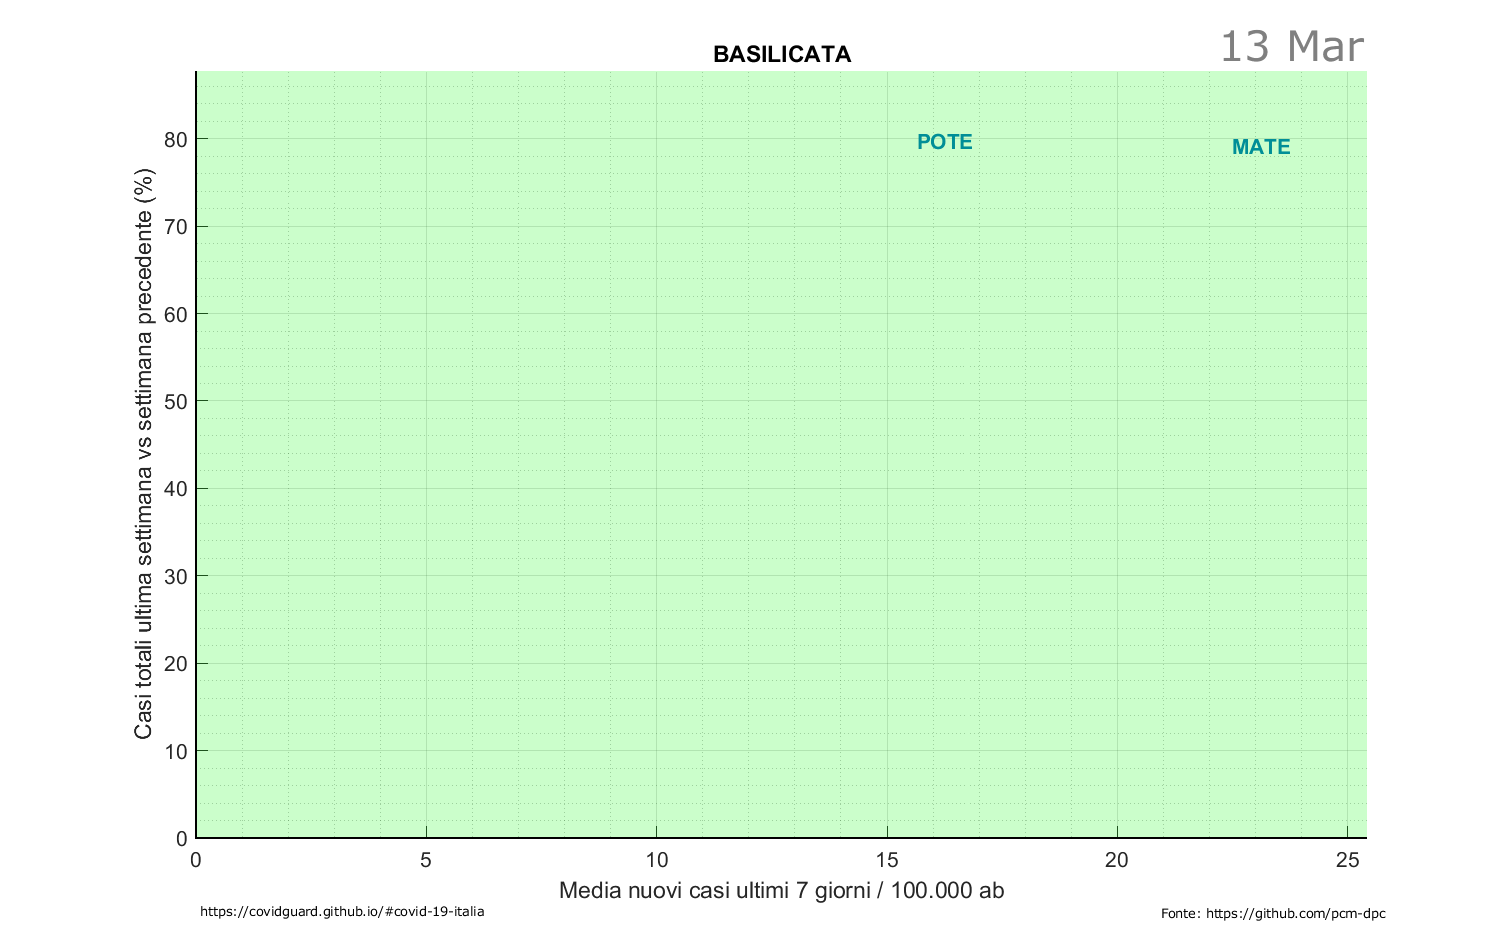 13 Mar
BASILICATA
80
70
60
50
40
30
20
10
0
Casi totali ultima settimana vs settimana precedente (%)
POTE
MATE
0
5
10
15
20
25
Media nuovi casi ultimi 7 giorni / 100.000 ab
https://covidguard.github.io/#covid-19-italia
Fonte: https://github.com/pcm-dpc